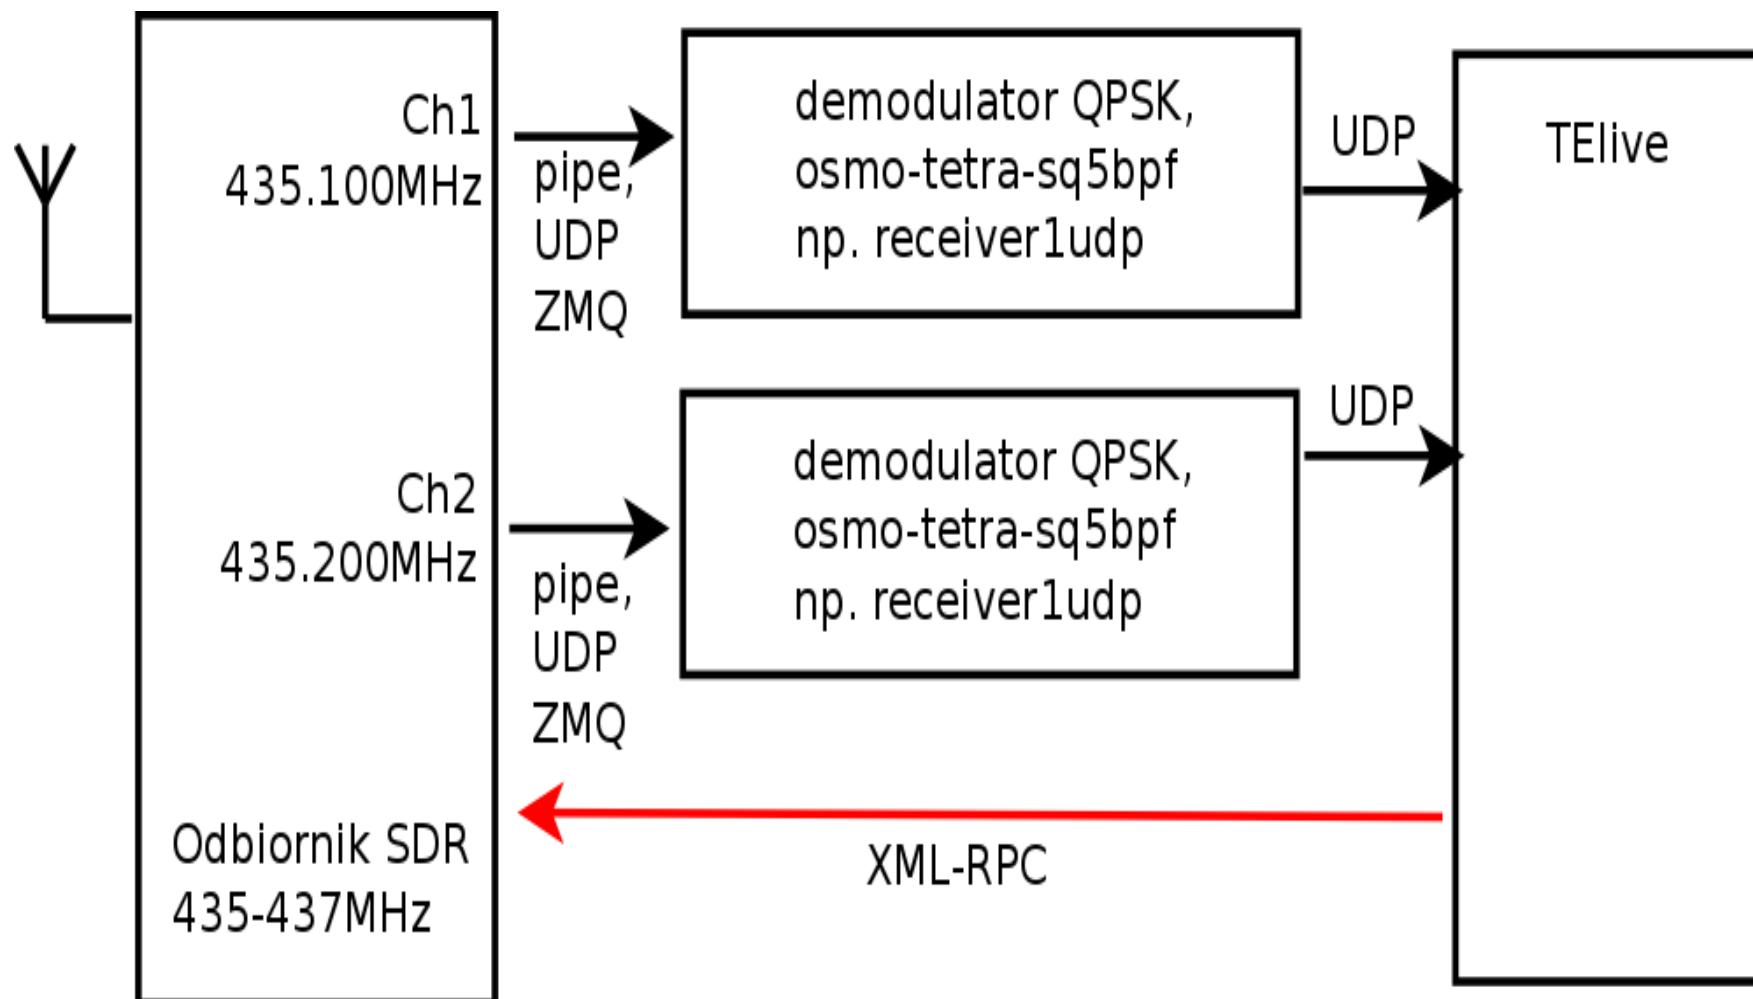 Ch1
435.100MHz
pipe,
UDP
ZMQ
demodulator QPSK,
osmo-tetra-sq5bpf
np. receiver1udp
UDP
TElive
Ch2
435.200MHz
pipe,
UDP
ZMQ
demodulator QPSK,
osmo-tetra-sq5bpf
np. receiver1udp
UDP
Odbiornik SDR
435-437MHz
XML-RPC